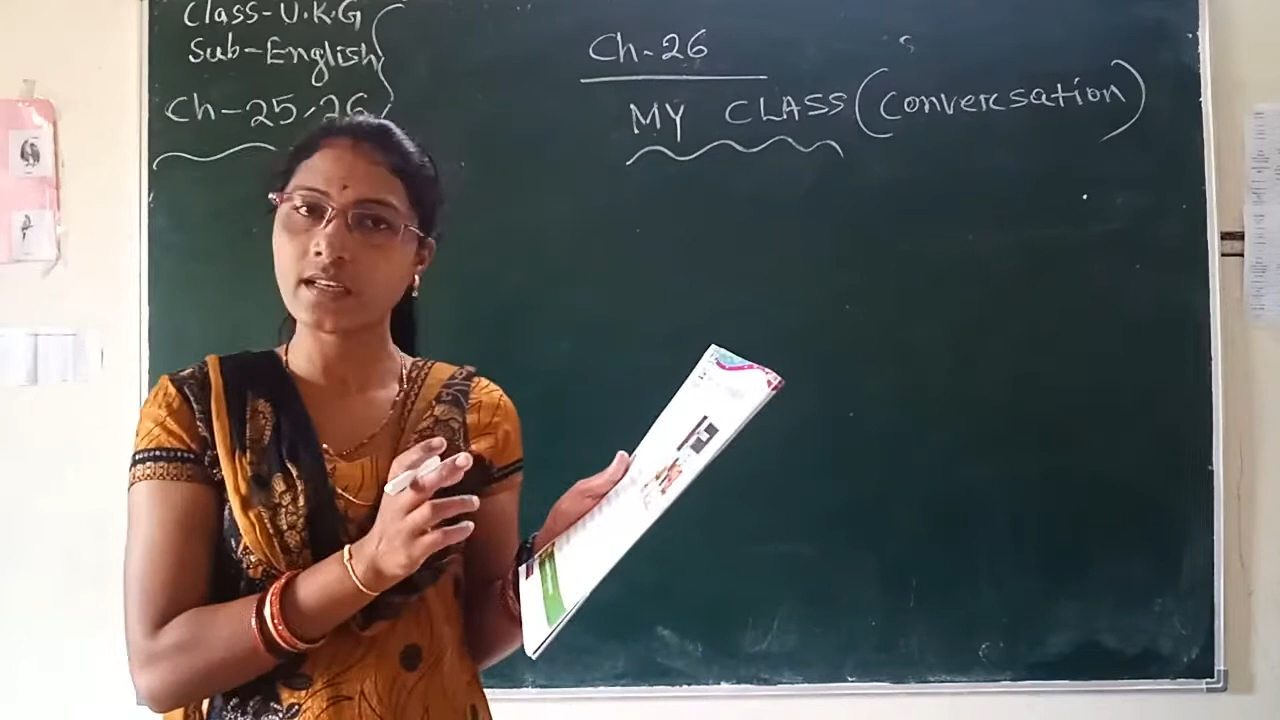 Class-U.K.G
Sub-English
Ch-25,26
Ch-26
MY CLASS (Conversation)